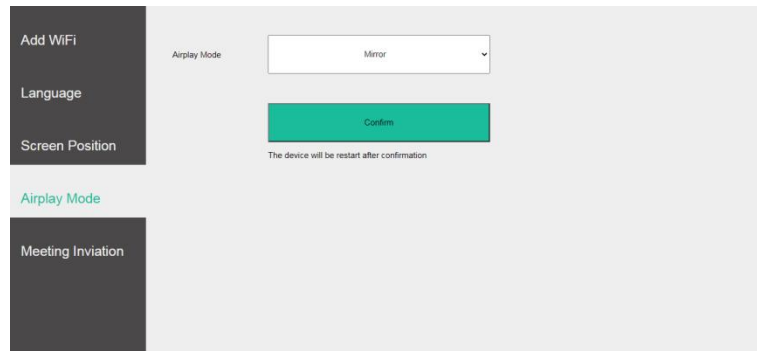 Add WiFi
Language
Screen Position
Airplay Mode
Meeting Inviation
Airplay Mode
Mirror
Confirm
The device will be restart after confirmation